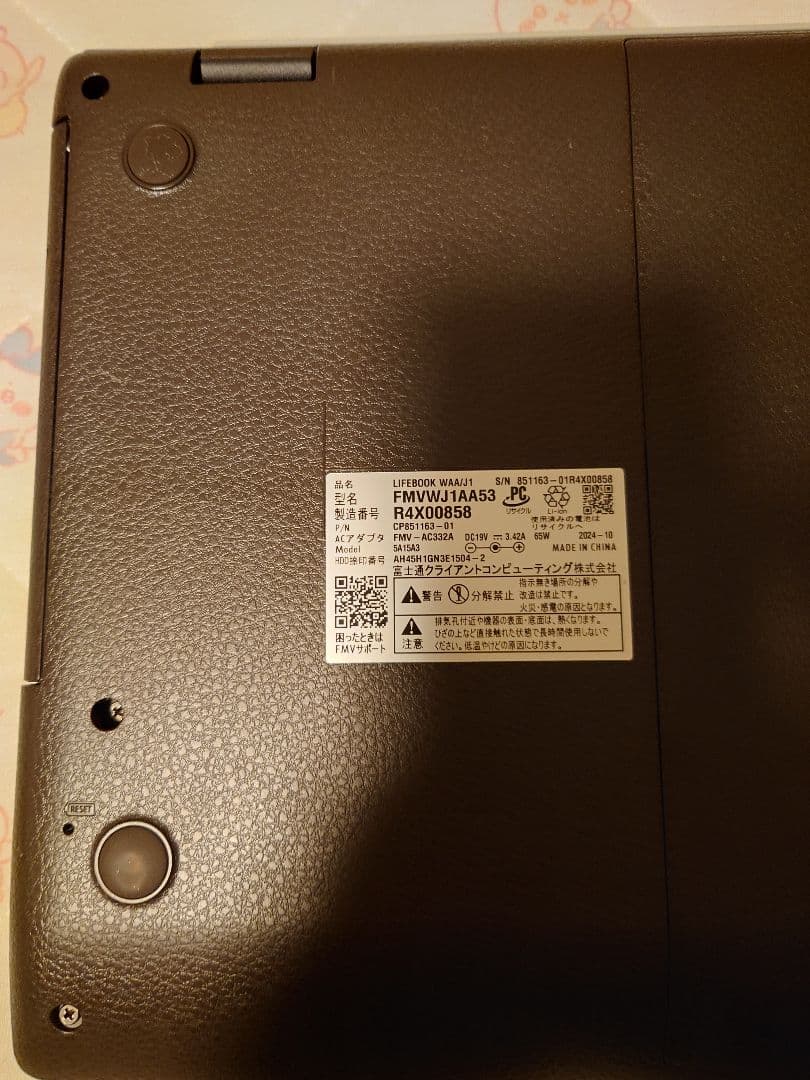 品名 LIFEBOOK WAA/J1 S/N 851163-01R4X00858
型名 FMVWJ1AA53
製造番号 R4X00858
PCリサイクル
Li-ion
使用済みの電池は
リサイクルへ
P/N CP851163-01
ACアダプタ FMV-AC332A DC19V 3.42A 65W 2024-10
Model 5A15A3 MADE IN CHINA
HDD捺印番号 AH45H1GN3E1504-2
富士通クライアントコンピューティング株式会社
警告 分解禁止
指示無き場所の分解や
改造は禁止です。
火災・感電の原因となります。
注意
排気孔付近や機器の表面・底面は、熱くなります。
ひざの上など直接触れた状態で長時間使用しないで
ください。低温やけどの原因になります。
困ったときは
FMVサポート
RESET